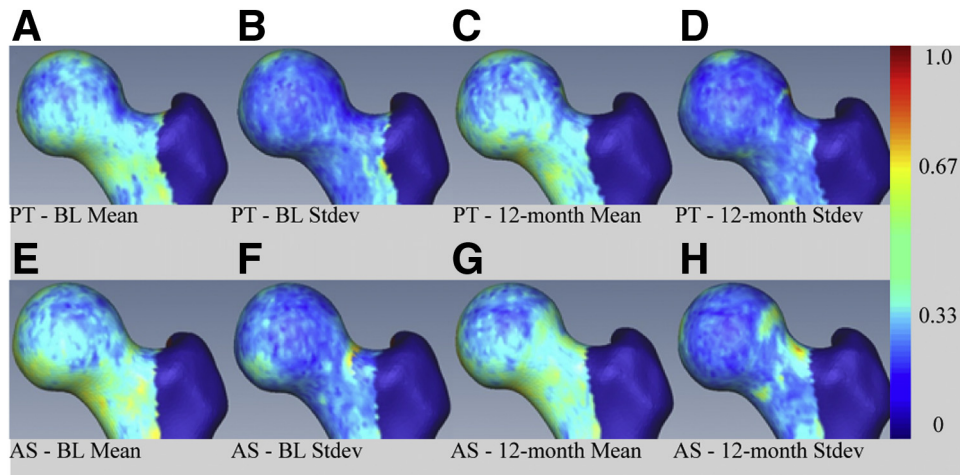 A B C D
1.0
0.67
PT - BL Mean PT - BL Stdev PT - 12-month Mean PT - 12-month Stdev
E F G H
0.33
0
AS - BL Mean AS - BL Stdev AS - 12-month Mean AS - 12-month Stdev